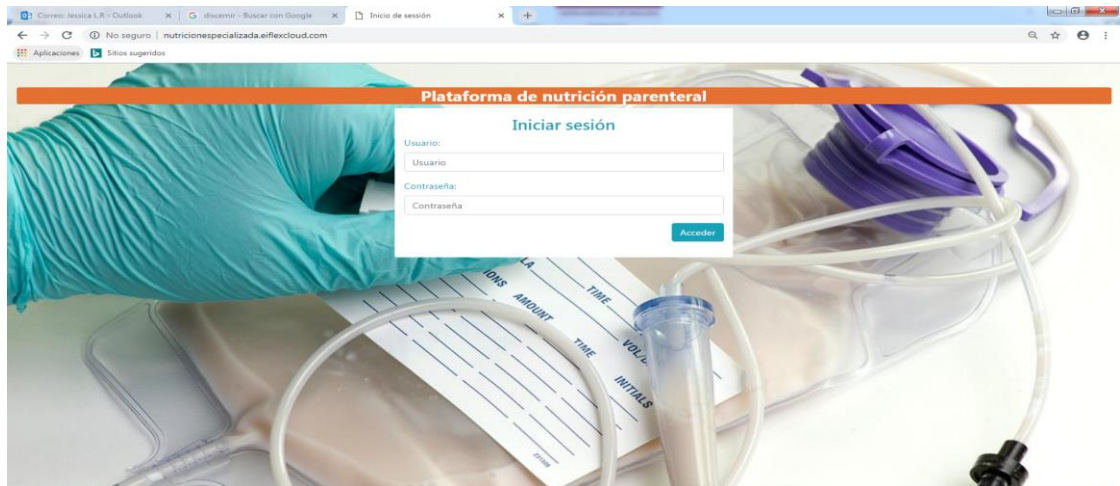 Correo: Jessica L.R - Outlook
discernir - Buscar con Google
Inicio de sesión
No seguro | nutricionespecializada.eiflexcloud.com
Aplicaciones
Sitios sugeridos
Plataforma de nutrición parenteral
Iniciar sesión
Usuario:
Usuario
Contraseña:
Contraseña
Acceder
LA
TIME
IONS AMOUNT
TIME
VOL/
INITIALS